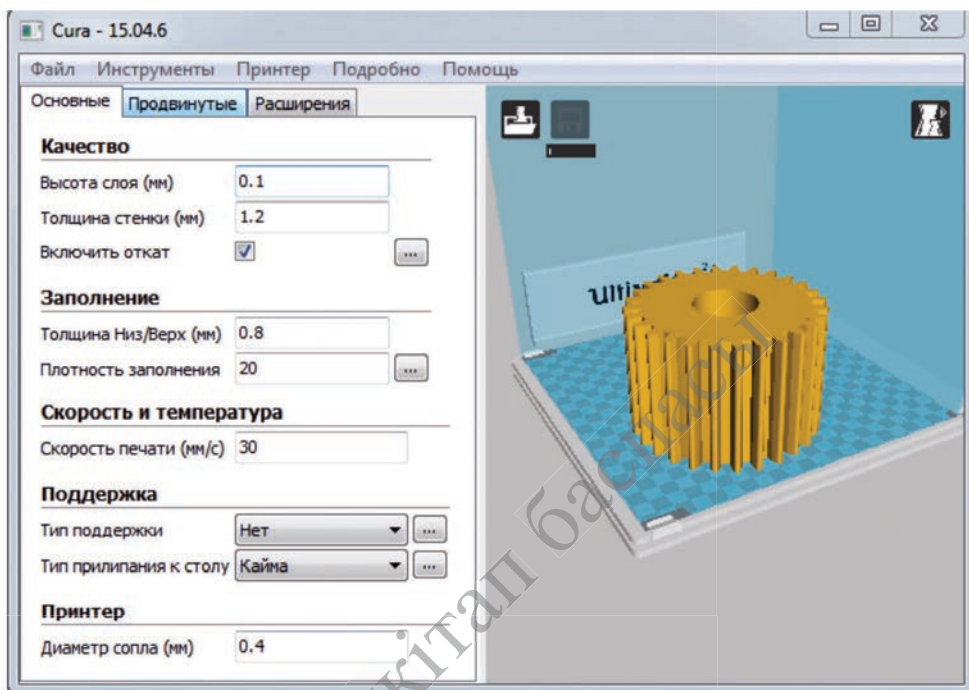 Cura - 15.04.6
Файл Инструменты Принтер Подробно Помощь
Основные Продвинутые Расширения
Качество
Высота слоя (мм) 0.1
Толщина стенки (мм) 1.2
Включить откат ...
Заполнение
Толщина Низ/Верх (мм) 0.8
Плотность заполнения 20 ...
Скорость и температура
Скорость печати (мм/с) 30
Поддержка
Тип поддержки Нет ...
Тип прилипания к столу Кайма ...
Принтер
Диаметр сопла (мм) 0.4
кітап баспасы